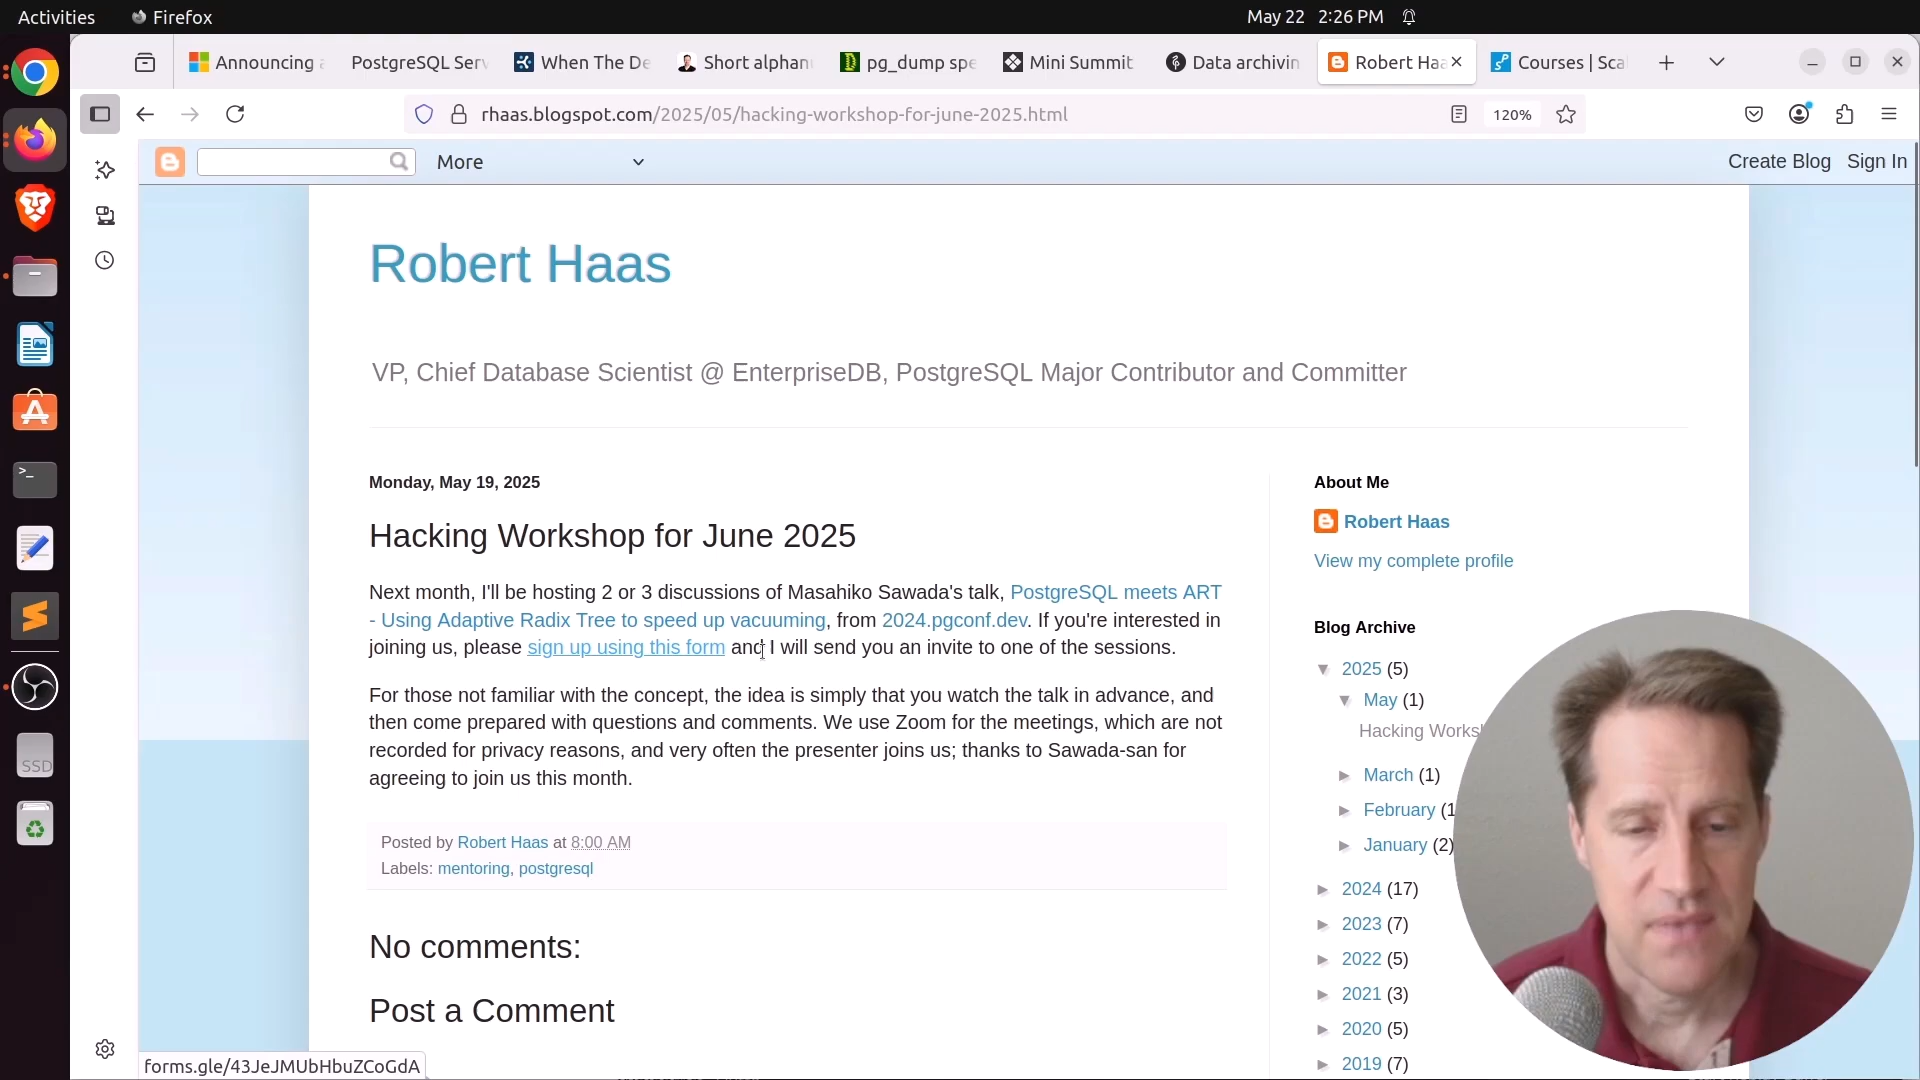 Activities Firefox May 22 2:26 PM
Announcing PostgreSQL Serv When The De Short alphan pg_dump spe Mini Summit Data archivin Robert Haa Courses | Sca
rhaas.blogspot.com/2025/05/hacking-workshop-for-june-2025.html 120%
More Create Blog Sign In
Robert Haas
VP, Chief Database Scientist @ EnterpriseDB, PostgreSQL Major Contributor and Committer
Monday, May 19, 2025
Hacking Workshop for June 2025
Next month, I'll be hosting 2 or 3 discussions of Masahiko Sawada's talk, PostgreSQL meets ART
- Using Adaptive Radix Tree to speed up vacuuming, from 2024.pgconf.dev. If you're interested in
joining us, please sign up using this form and I will send you an invite to one of the sessions.
For those not familiar with the concept, the idea is simply that you watch the talk in advance, and
then come prepared with questions and comments. We use Zoom for the meetings, which are not
recorded for privacy reasons, and very often the presenter joins us; thanks to Sawada-san for
agreeing to join us this month.
Posted by Robert Haas at 8:00 AM
Labels: mentoring, postgresql
No comments:
Post a Comment
About Me
Robert Haas
View my complete profile
Blog Archive
2025 (5)
May (1)
Hacking Works
March (1)
February (1
January (2)
2024 (17)
2023 (7)
2022 (5)
2021 (3)
2020 (5)
2019 (7)
SSD
forms.gle/43JeJMUbHbuZCoGdA